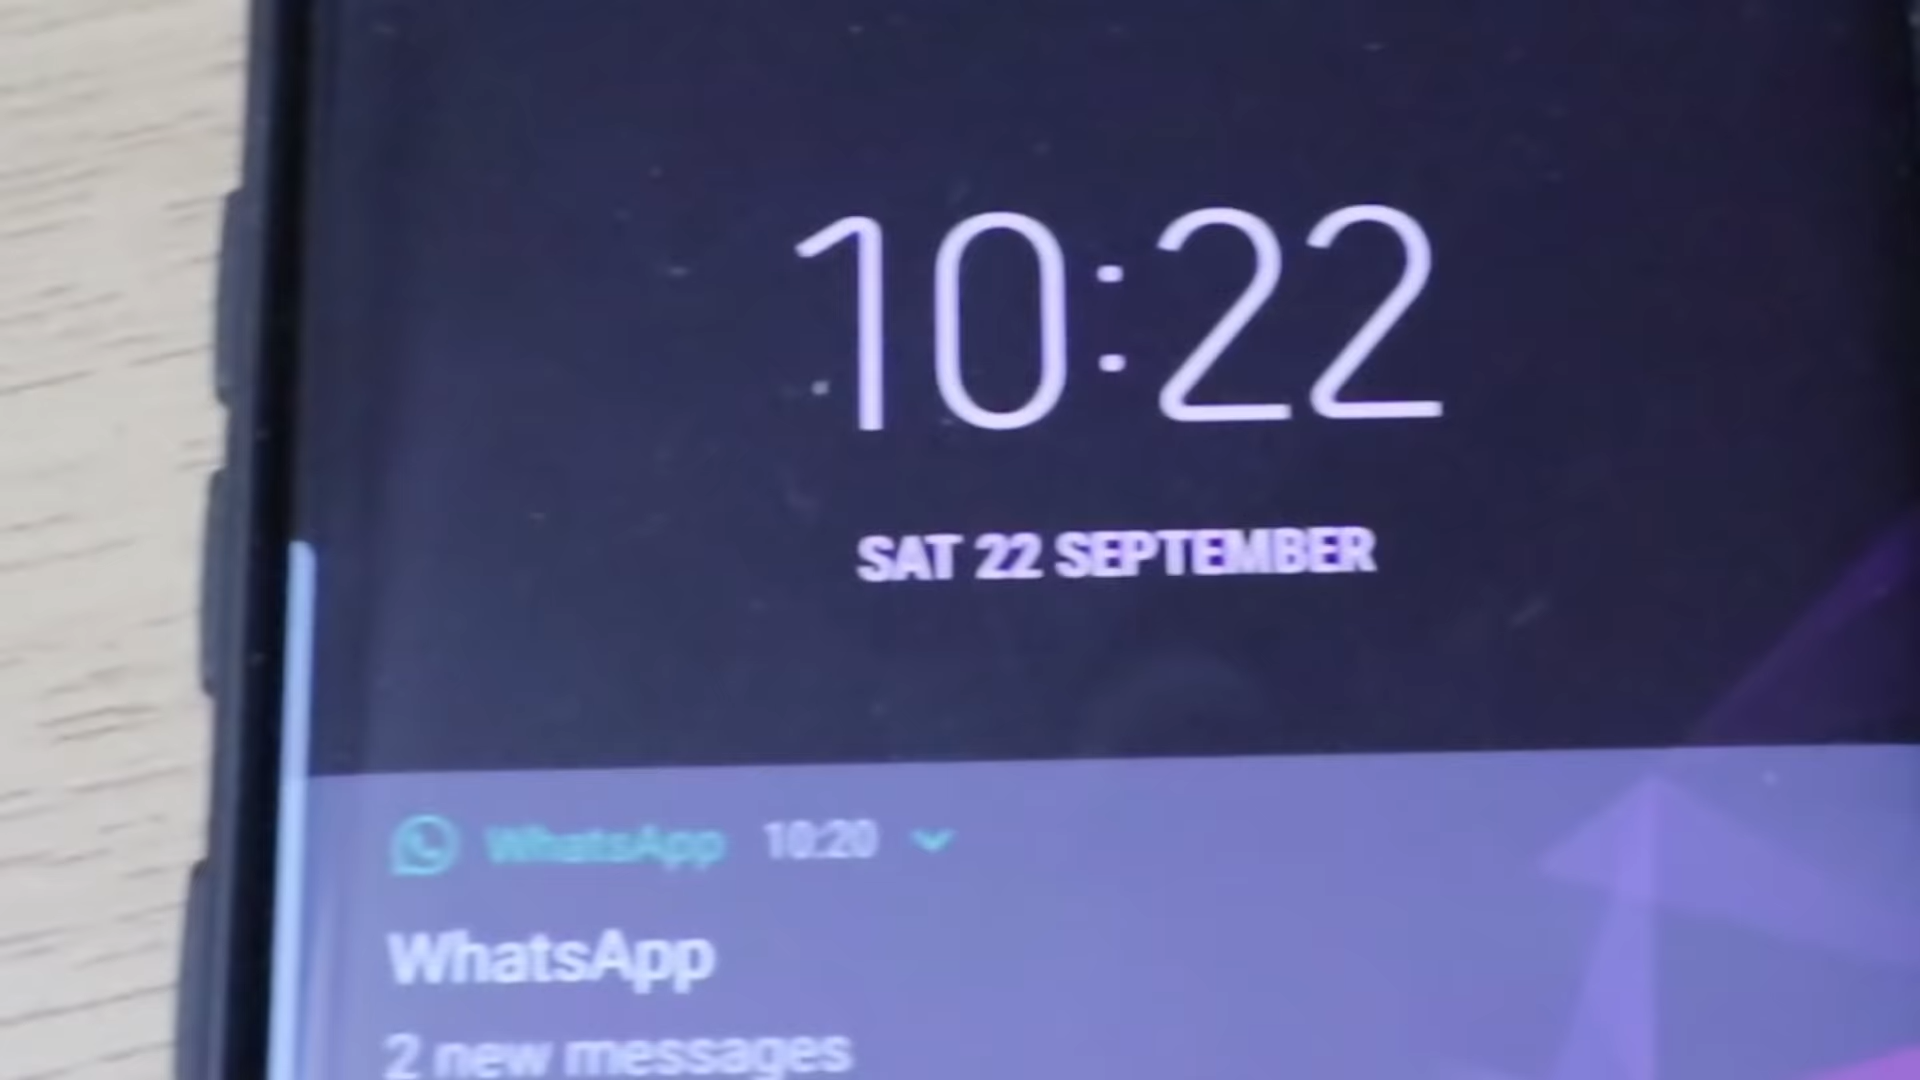 10:22
SAT 22 SEPTEMBER
WhatsApp 10:20
WhatsApp
2 new messages